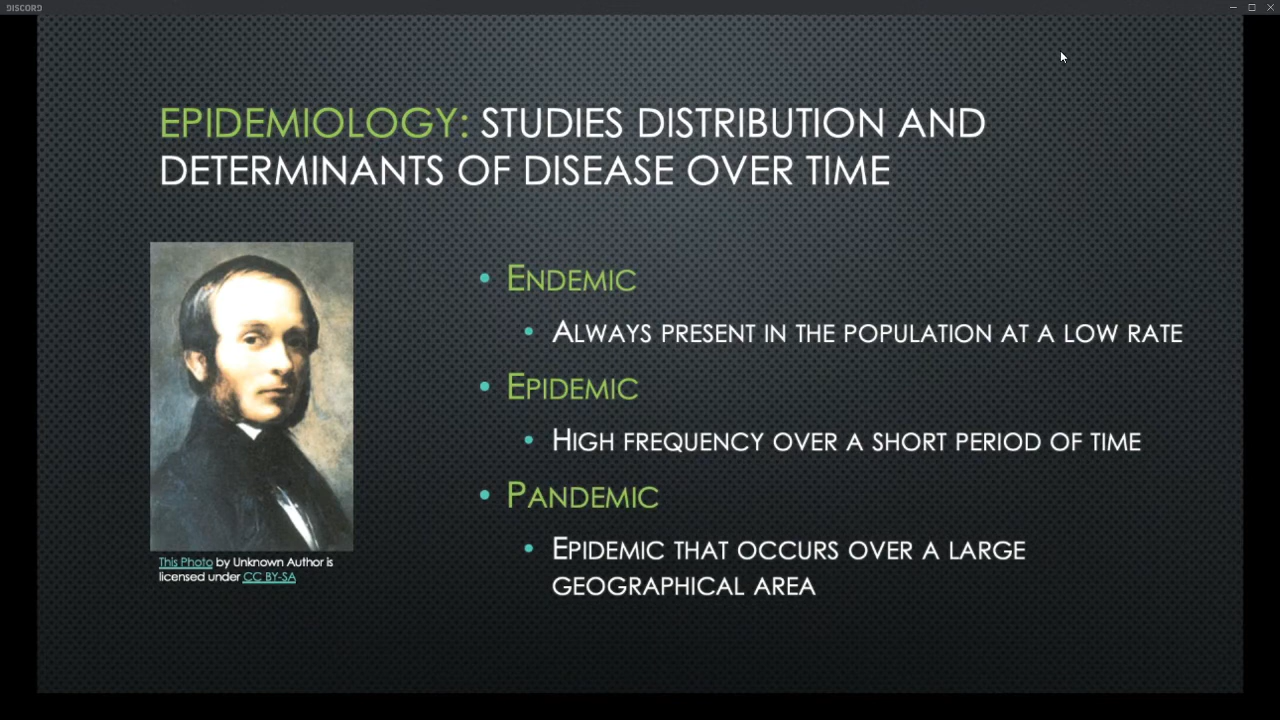 DISCORD
EPIDEMIOLOGY: STUDIES DISTRIBUTION AND
DETERMINANTS OF DISEASE OVER TIME
• ENDEMIC
• ALWAYS PRESENT IN THE POPULATION AT A LOW RATE
• EPIDEMIC
• HIGH FREQUENCY OVER A SHORT PERIOD OF TIME
• PANDEMIC
• EPIDEMIC THAT OCCURS OVER A LARGE
GEOGRAPHICAL AREA
This Photo by Unknown Author is
licensed under CC BY-SA